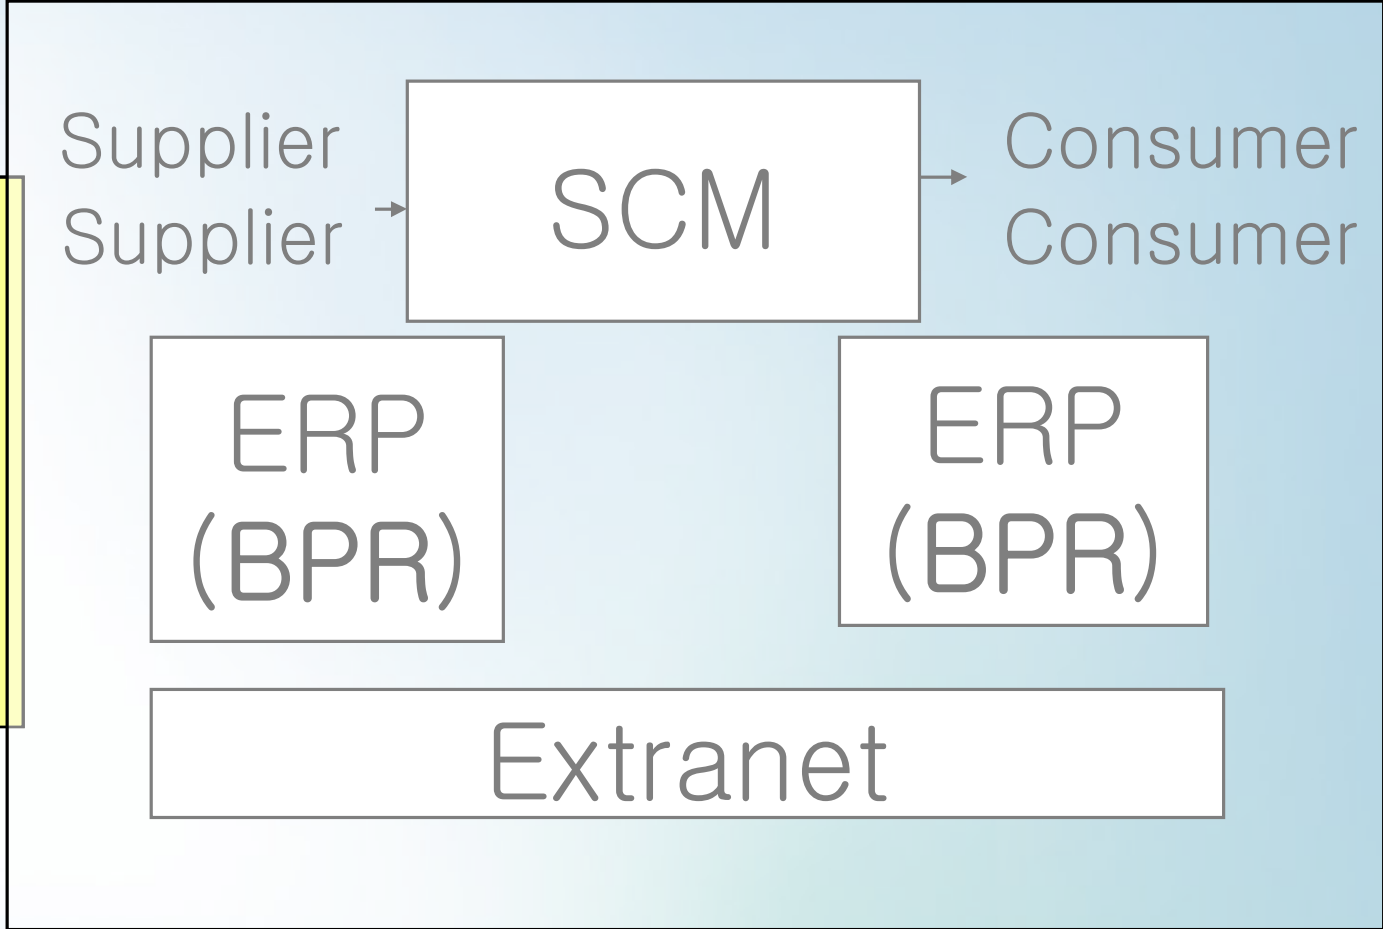 Supplier
Supplier
SCM
Consumer
Consumer
ERP
(BPR)
ERP
(BPR)
Extranet